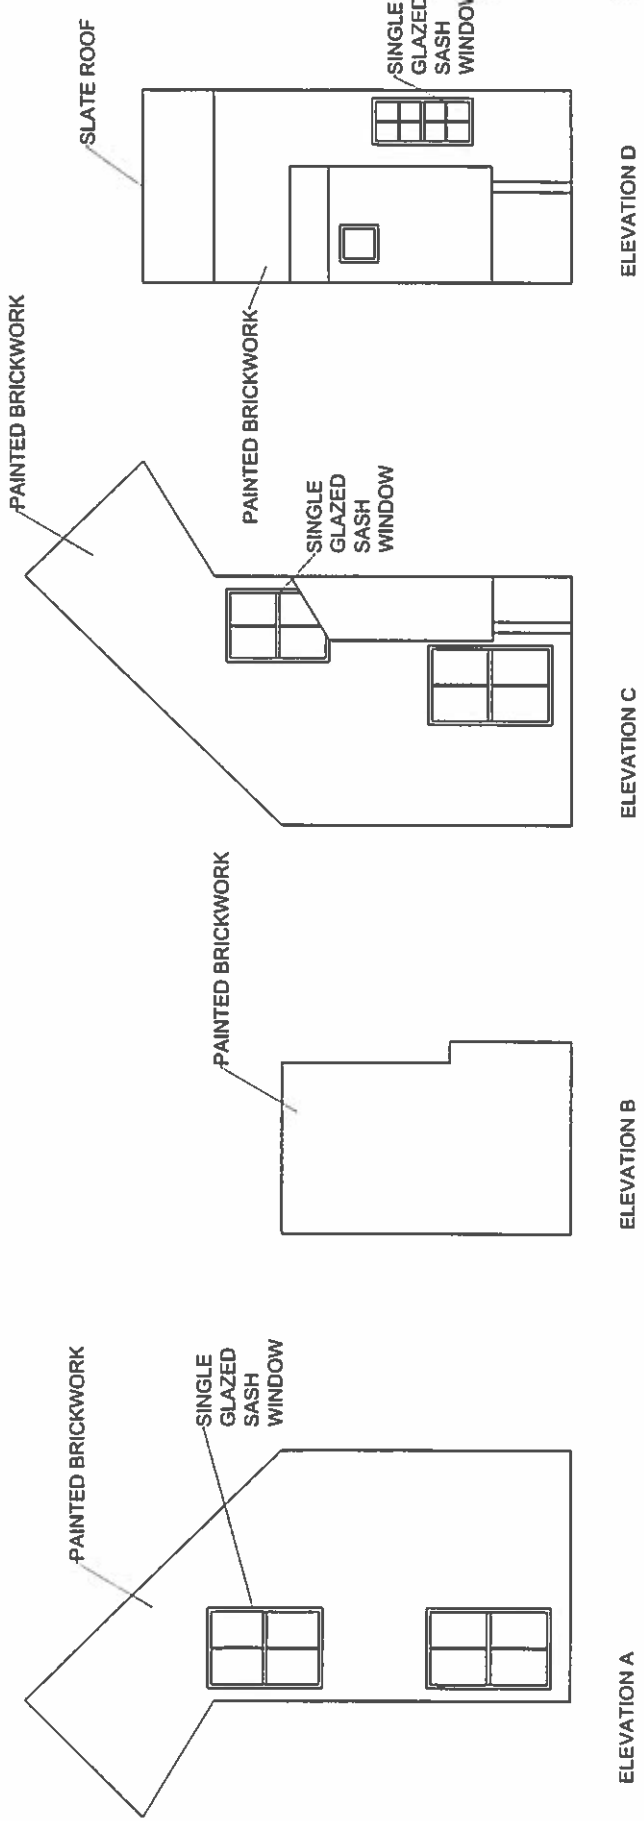 PAINTED BRICKWORK
SINGLE
GLAZED
SASH
WINDOW
ELEVATION A
PAINTED BRICKWORK
ELEVATION B
PAINTED BRICKWORK
SINGLE
GLAZED
SASH
WINDOW
ELEVATION C
SLATE ROOF
PAINTED BRICKWORK
SINGLE
GLAZED
SASH
WINDOW
ELEVATION D